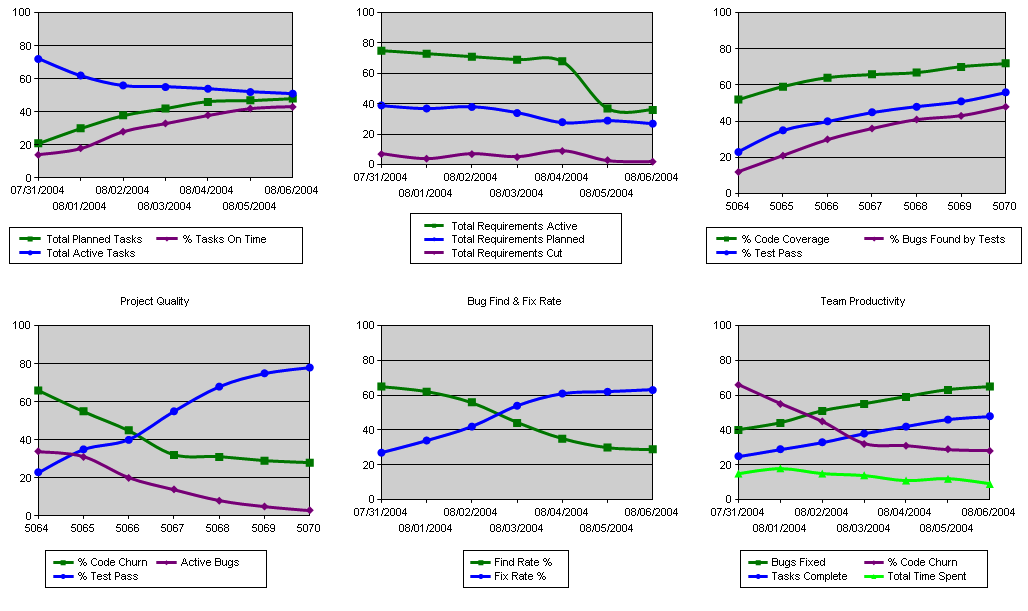 100
80
60
40
20
0
07/31/2004 08/02/2004 08/04/2004 08/06/2004
08/01/2004 08/03/2004 08/05/2004
Total Planned Tasks % Tasks On Time
Total Active Tasks
100
80
60
40
20
0
07/31/2004 08/02/2004 08/04/2004 08/06/2004
08/01/2004 08/03/2004 08/05/2004
Total Requirements Active
Total Requirements Planned
Total Requirements Cut
100
80
60
40
20
0
5064 5065 5066 5067 5068 5069 5070
% Code Coverage % Bugs Found by Tests
% Test Pass
Project Quality
100
80
60
40
20
0
5064 5065 5066 5067 5068 5069 5070
% Code Churn Active Bugs
% Test Pass
Bug Find & Fix Rate
100
80
60
40
20
0
07/31/2004 08/02/2004 08/04/2004 08/06/2004
08/01/2004 08/03/2004 08/05/2004
Find Rate %
Fix Rate %
Team Productivity
100
80
60
40
20
0
07/31/2004 08/02/2004 08/04/2004 08/06/2004
08/01/2004 08/03/2004 08/05/2004
Bugs Fixed % Code Churn
Tasks Complete Total Time Spent